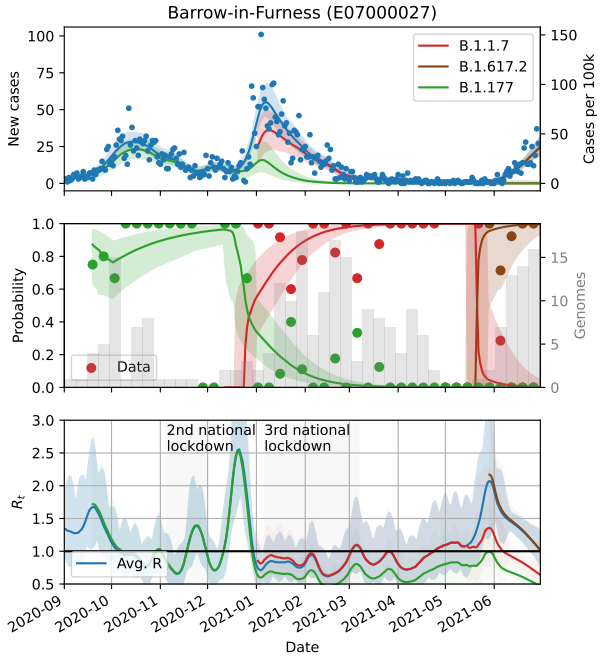 Barrow-in-Furness (E07000027)
100
75
50
25
0
New cases
150
100
50
0
Cases per 100k
B.1.1.7
B.1.617.2
B.1.177
1.0
0.8
0.6
0.4
0.2
0.0
Probability
15
10
5
0
Genomes
Data
3.0
2.5
2.0
1.5
1.0
0.5
Rt
2nd national
lockdown
3rd national
lockdown
Avg. R
2020-09
2020-10
2020-11
2020-12
2021-01
2021-02
2021-03
2021-04
2021-05
2021-06
Date